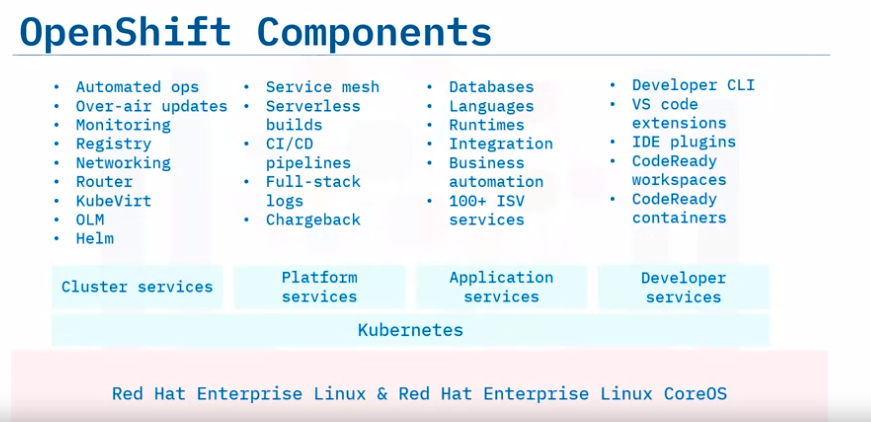 OpenShift Components
• Automated ops
• Over-air updates
• Monitoring
• Registry
• Networking
• Router
• KubeVirt
• OLM
• Helm
• Service mesh
• Serverless
builds
• CI/CD
pipelines
• Full-stack
logs
• Chargeback
• Databases
• Languages
• Runtimes
• Integration
• Business
automation
• 100+ ISV
services
• Developer CLI
• VS code
extensions
• IDE plugins
• CodeReady
workspaces
• CodeReady
containers
Cluster services
Platform
services
Application
services
Developer
services
Kubernetes
Red Hat Enterprise Linux & Red Hat Enterprise Linux CoreOS